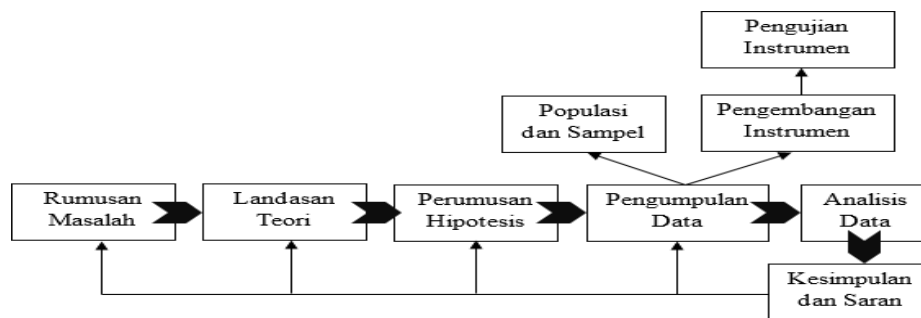 Pengujian
Instrumen
Populasi
dan Sampel
Pengembangan
Instrumen
Rumusan
Masalah
Landasan
Teori
Perumusan
Hipotesis
Pengumpulan
Data
Analisis
Data
Kesimpulan
dan Saran